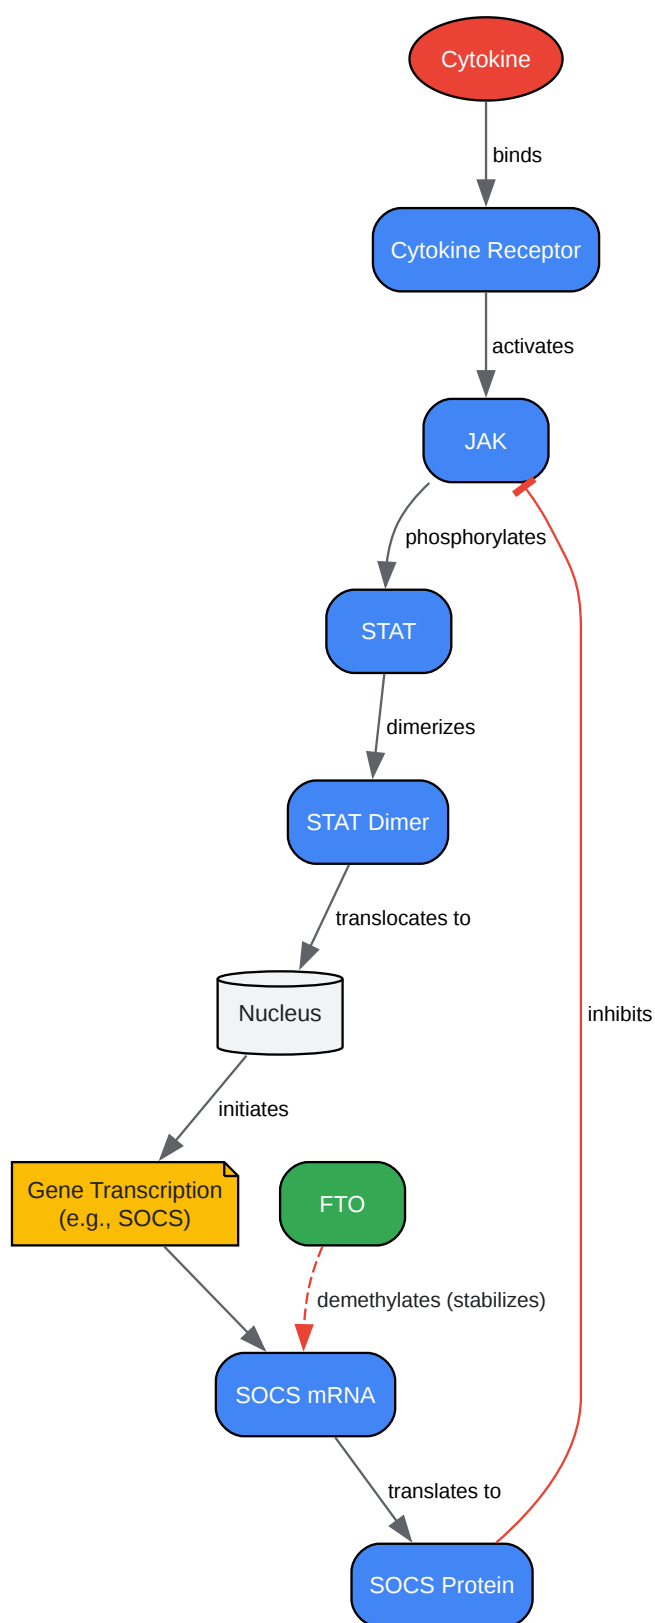 Cytokine
binds
Cytokine Receptor
activates
JAK
phosphorylates
STAT
dimerizes
STAT Dimer
translocates to
Nucleus
inhibits
initiates
Gene Transcription
(e.g., SOCS)
FTO
demethylates (stabilizes)
SOCS mRNA
translates to
SOCS Protein